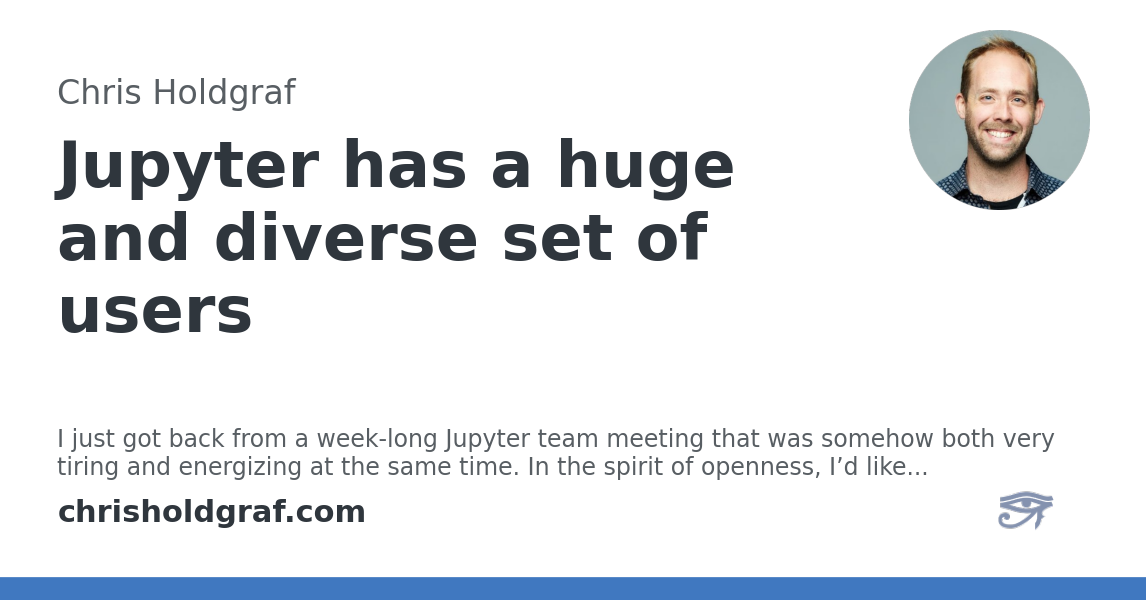 Chris Holdgraf
Jupyter has a huge
and diverse set of
users
I just got back from a week-long Jupyter team meeting that was somehow both very
tiring and energizing at the same time. In the spirit of openness, I’d like...
chrisholdgraf.com